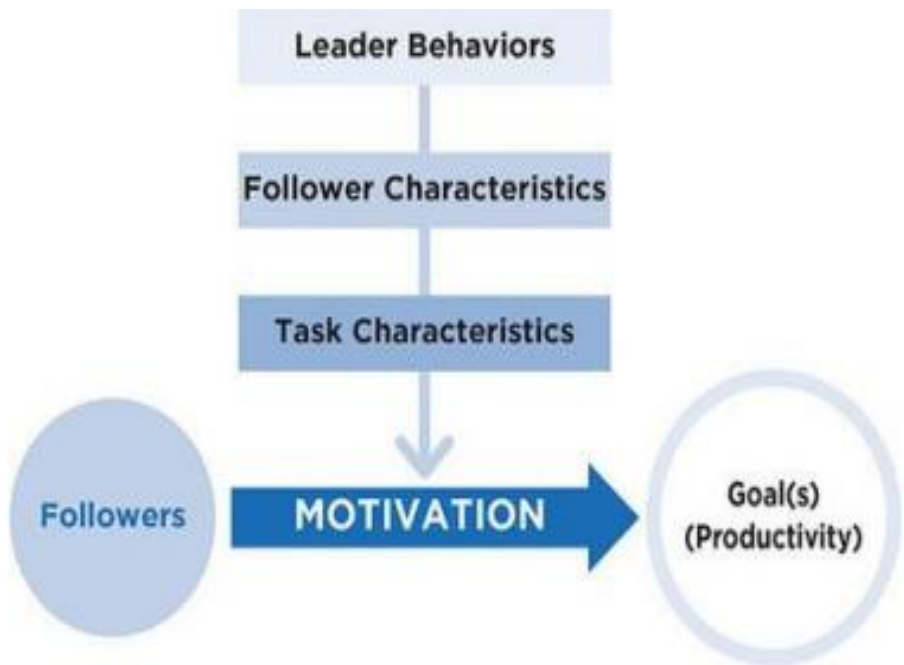 Leader Behaviors
Follower Characteristics
Task Characteristics
Followers
MOTIVATION
Goal(s)
(Productivity)